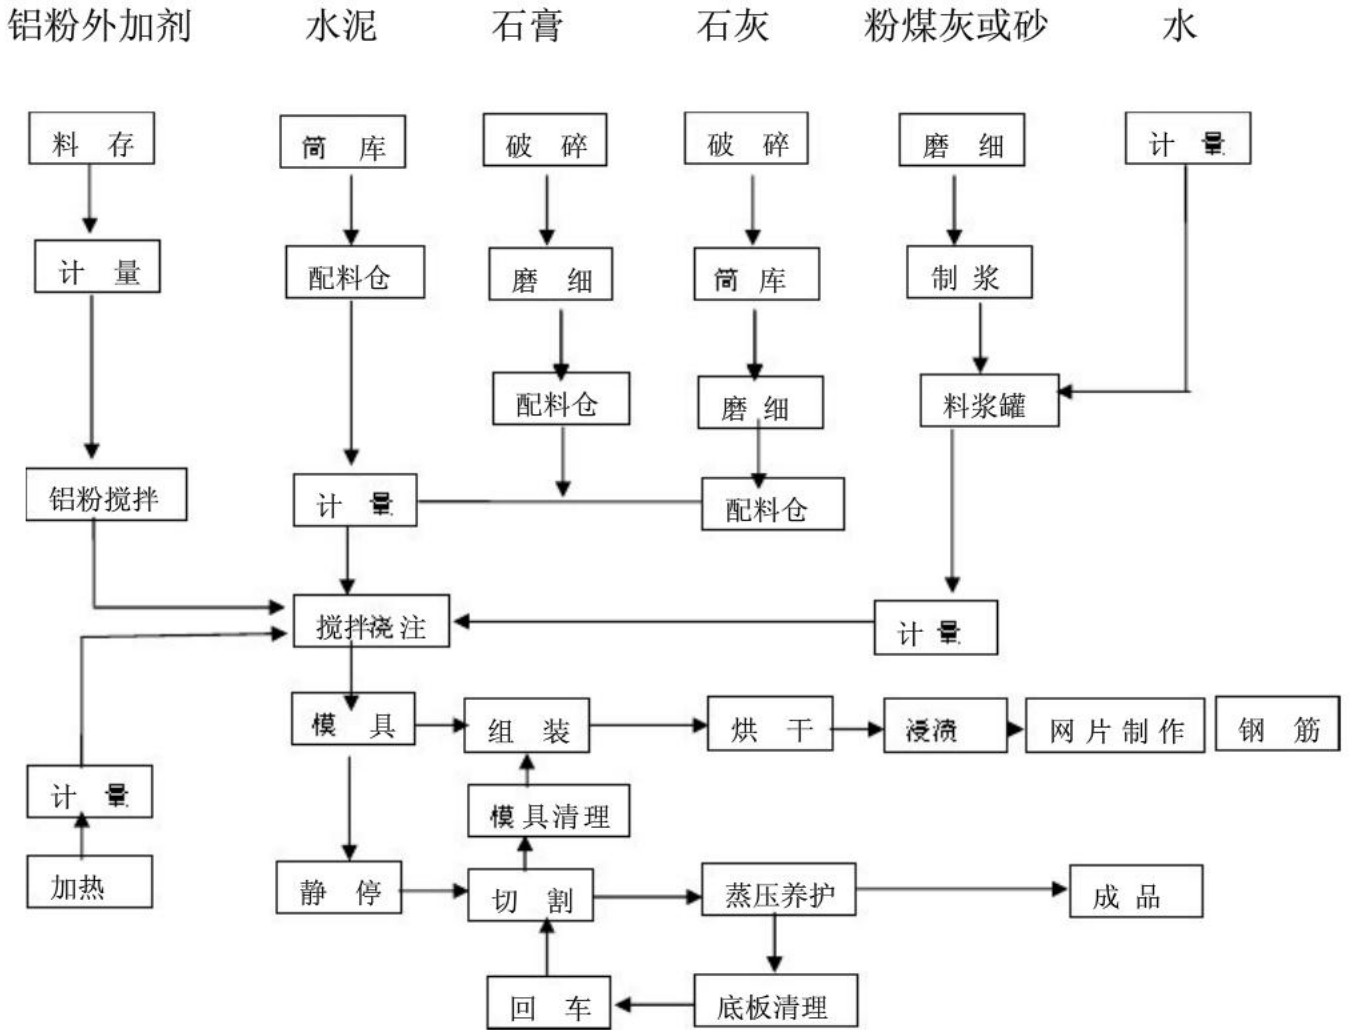 铝粉外加剂 水泥 石膏 石灰 粉煤灰或砂 水
料 存 筒 库 破 碎 破 碎 磨 细 计 量
计 量 配料仓 磨 细 筒 库 制 浆
配料仓 磨 细 料浆罐
铝粉搅拌 计 量 配料仓
搅拌浇注 计 量
模 具 组 装 烘 干 浸渍 网 片 制 作 钢 筋
计 量 模 具 清 理
加热 静 停 切 割 蒸压养护 成 品
回 车 底板清理